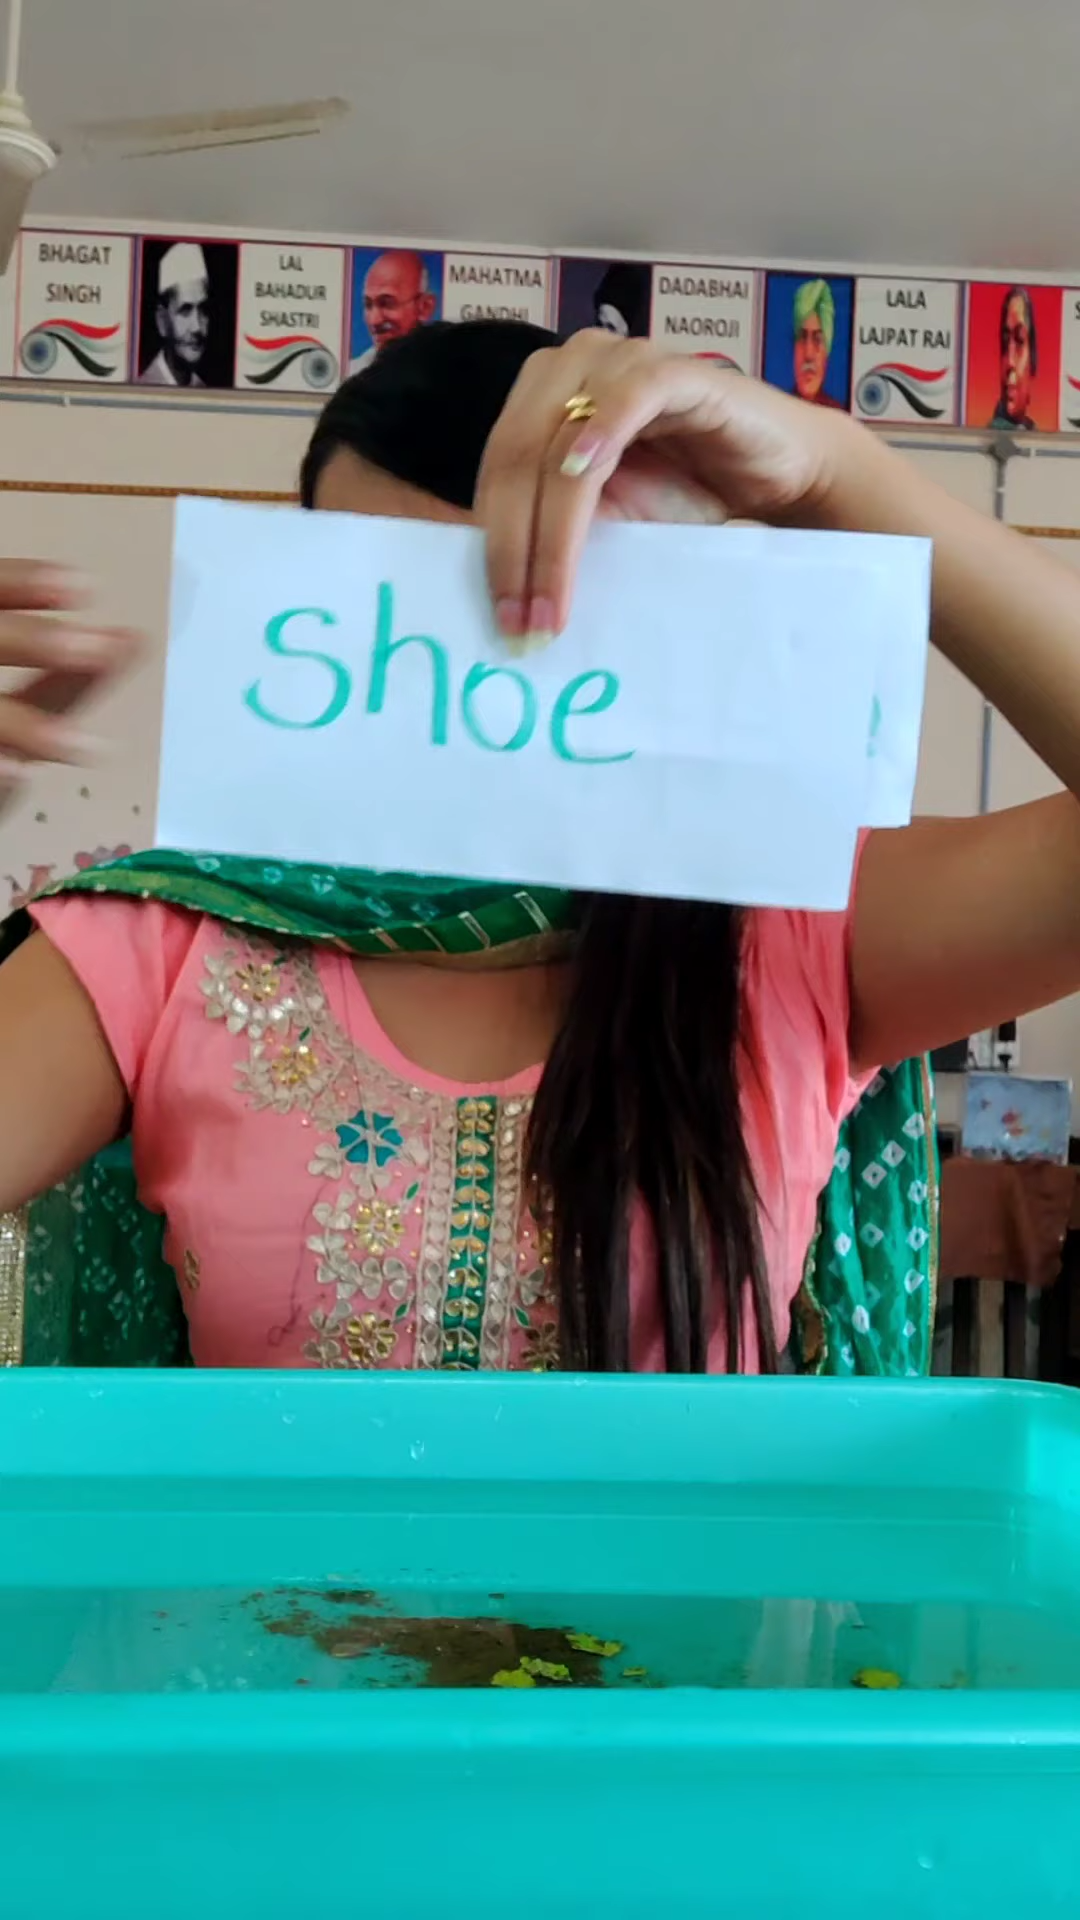 BHAGAT
SINGH
LAL
BAHADUR
SHASTRI
MAHATMA
GANDHI
DADABHAI
NAOROJI
LALA
LAJPAT RAI
Shoe